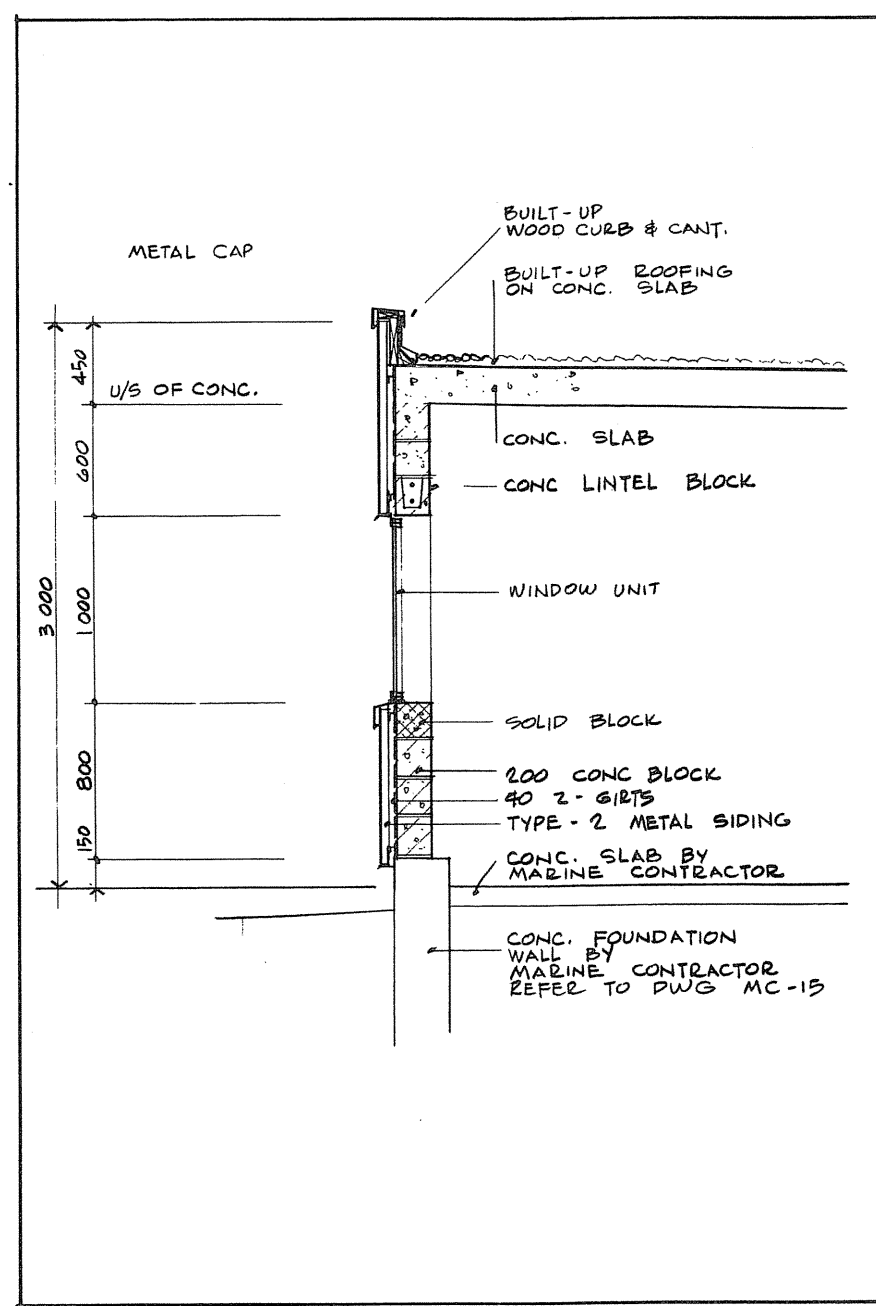 BUILT-UP
WOOD CURB & CANT.
METAL CAP
BUILT-UP ROOFING
ON CONC. SLAB
450
U/S OF CONC.
CONC. SLAB
600
CONC LINTEL BLOCK
3 000
1 000
WINDOW UNIT
SOLID BLOCK
800
200 CONC BLOCK
40 Z-GIRTS
TYPE-2 METAL SIDING
150
CONC. SLAB BY
MARINE CONTRACTOR
CONC. FOUNDATION
WALL BY
MARINE CONTRACTOR
REFER TO DWG MC-15